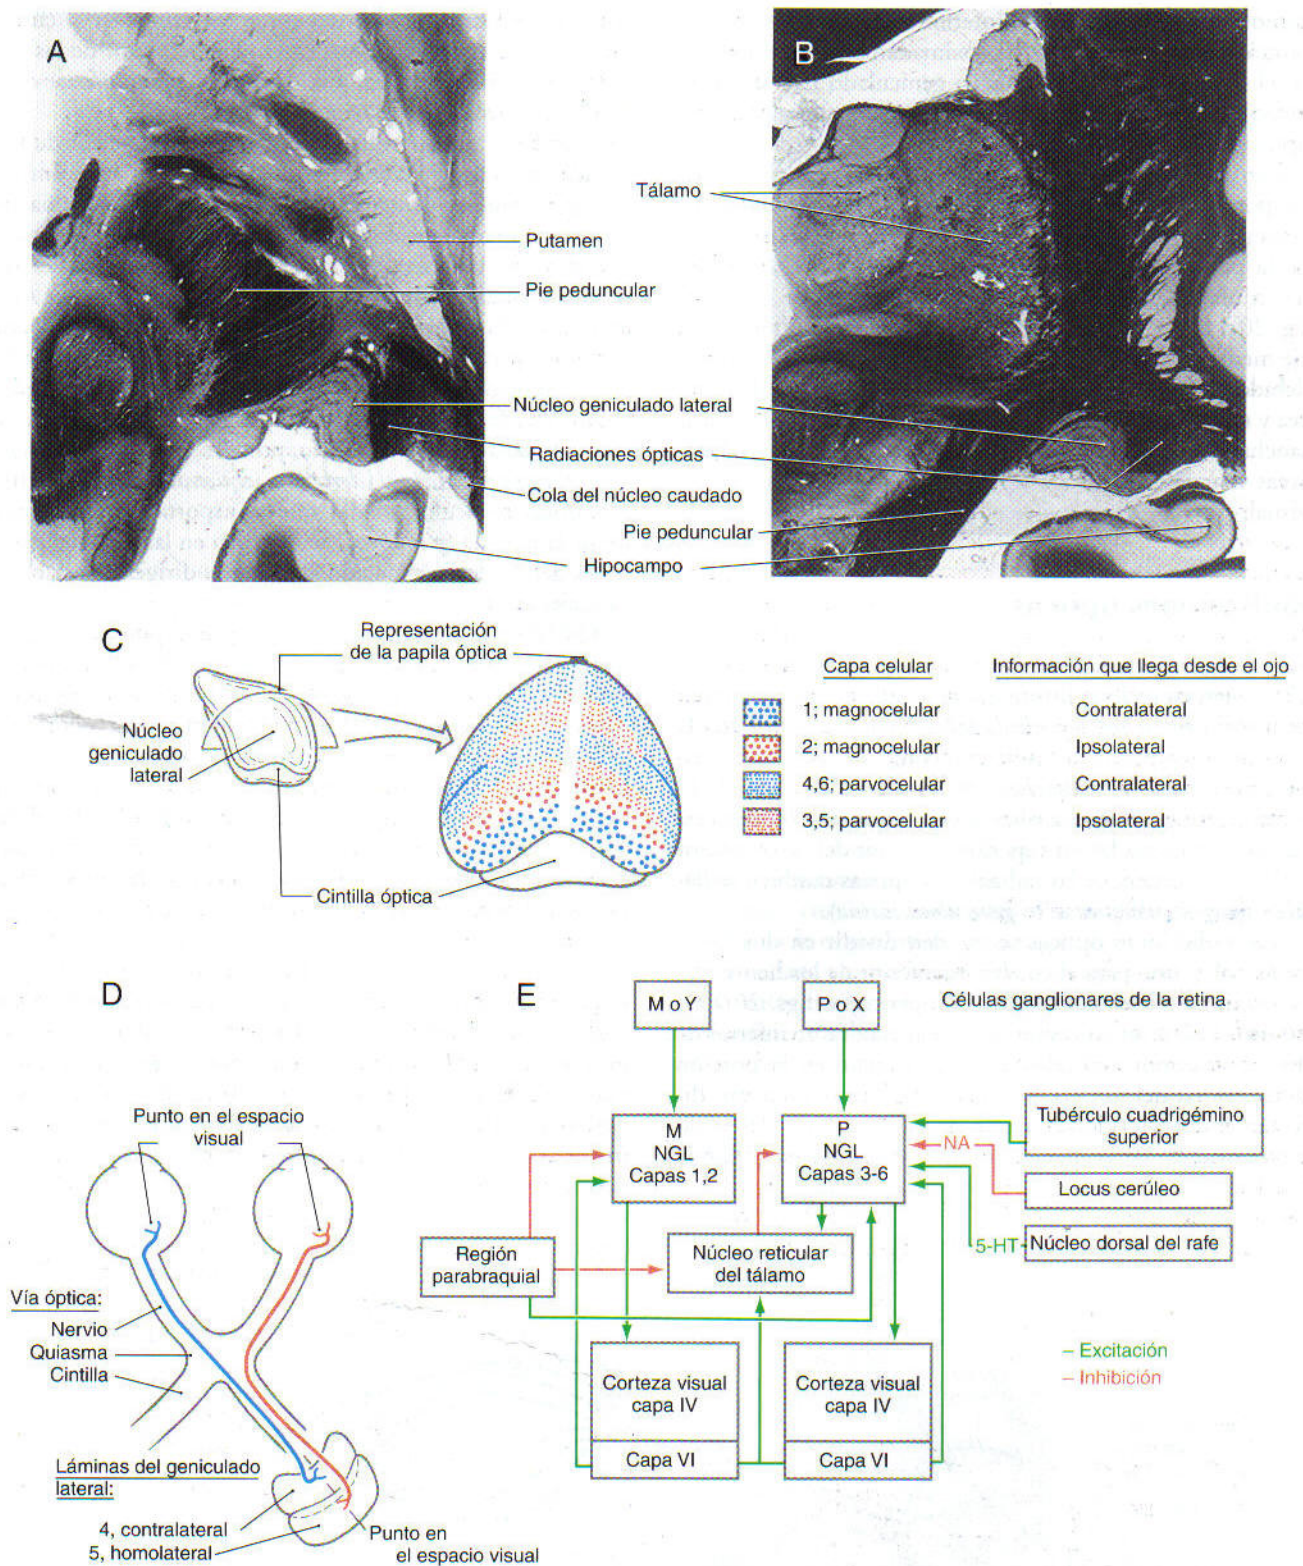 A
B
Tálamo
Putamen
Pie peduncular
Núcleo geniculado lateral
Radiaciones ópticas
Cola del núcleo caudado
Pie peduncular
Hipocampo
C
Representación
de la papila óptica
Núcleo
geniculado
lateral
Cintilla óptica
Capa celular
Información que llega desde el ojo
1; magnocelular
Contralateral
2; magnocelular
Ipsolateral
4,6; parvocelular
Contralateral
3,5; parvocelular
Ipsolateral
D
Punto en el espacio
visual
Vía óptica:
Nervio
Quiasma
Cintilla
Láminas del geniculado
lateral:
4, contralateral
5, homolateral
Punto en
el espacio visual
E
M o Y
P o X
Células ganglionares de la retina
M
NGL
Capas 1,2
P
NGL
Capas 3-6
Tubérculo cuadrigémino
superior
NA
Locus cerúleo
5-HT
Núcleo dorsal del rafe
Región
parabraquial
Núcleo reticular
del tálamo
Corteza visual
capa IV
Capa VI
Corteza visual
capa IV
Capa VI
– Excitación
– Inhibición